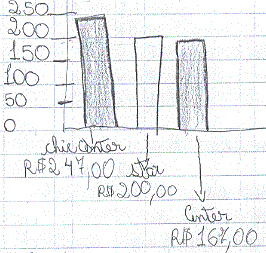 250
200
150
100
50
0
chic center
R$ 247,00
star
R$ 200,00
Center
R$ 167,00